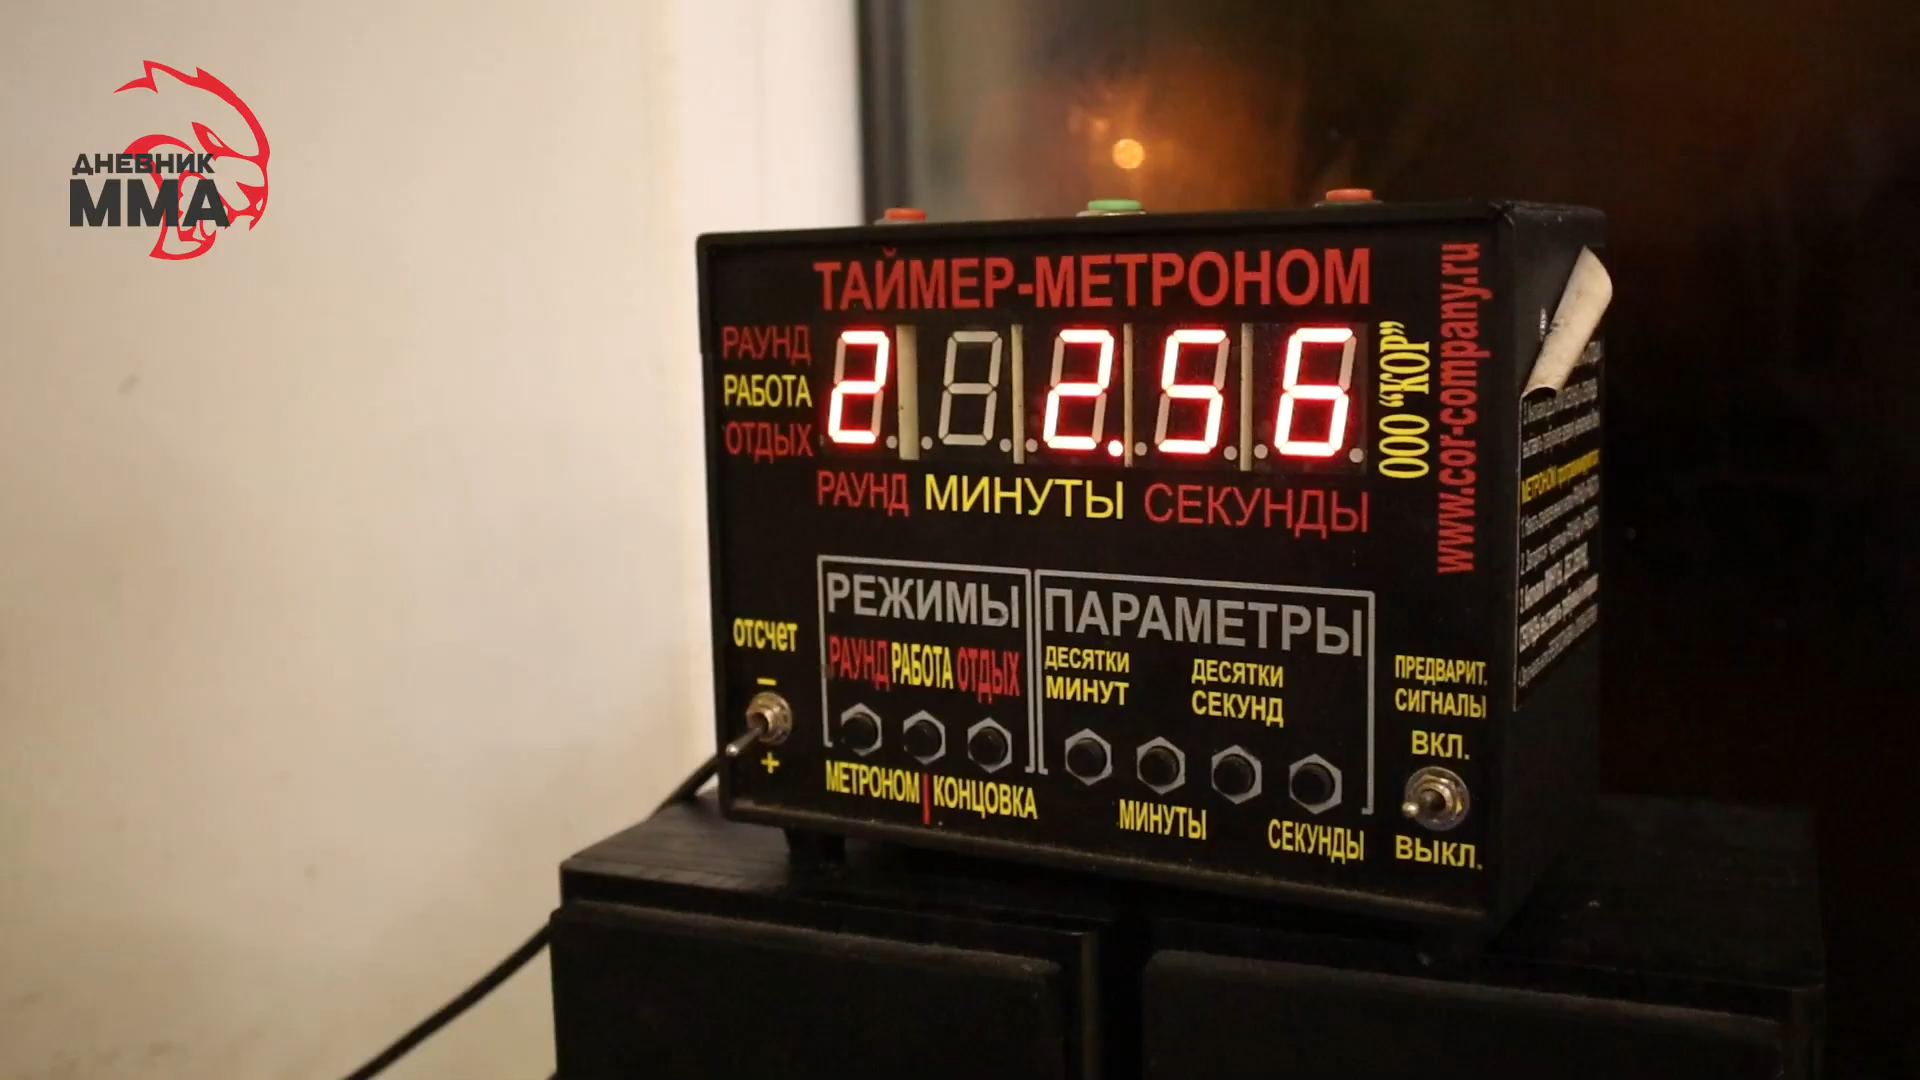 ДНЕВНИК
ММА
ТАЙМЕР-МЕТРОНОМ
РАУНД
РАБОТА
ОТДЫХ
2 2.56
РАУНД МИНУТЫ СЕКУНДЫ
ООО “КОР”
www.cor-company.ru
отсчет
–
+
РЕЖИМЫ
РАУНД РАБОТА ОТДЫХ
МЕТРОНОМ | КОНЦОВКА
ПАРАМЕТРЫ
ДЕСЯТКИ
МИНУТ
ДЕСЯТКИ
СЕКУНД
МИНУТЫ
СЕКУНДЫ
ПРЕДВАРИТ.
СИГНАЛЫ
ВКЛ.
ВЫКЛ.